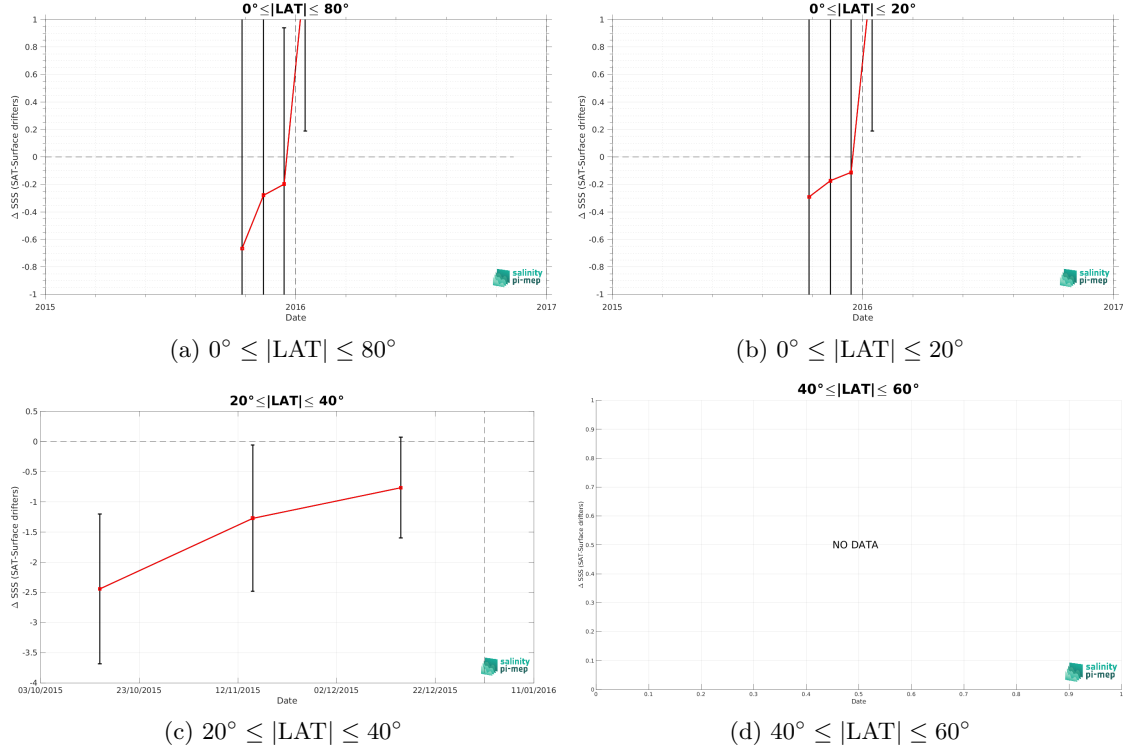 0°≤|LAT|≤ 80°
1
0.8
0.6
0.4
0.2
0
-0.2
-0.4
-0.6
-0.8
-1
Δ SSS (SAT-Surface drifters)
2015
2016
2017
Date
salinity
pi-mep
(a) 0° ≤ |LAT| ≤ 80°
0°≤|LAT|≤ 20°
1
0.8
0.6
0.4
0.2
0
-0.2
-0.4
-0.6
-0.8
-1
Δ SSS (SAT-Surface drifters)
2015
2016
2017
Date
salinity
pi-mep
(b) 0° ≤ |LAT| ≤ 20°
20°≤|LAT|≤ 40°
0.5
0
-0.5
-1
-1.5
-2
-2.5
-3
-3.5
-4
Δ SSS (SAT-Surface drifters)
03/10/2015
23/10/2015
12/11/2015
02/12/2015
22/12/2015
11/01/2016
Date
salinity
pi-mep
(c) 20° ≤ |LAT| ≤ 40°
40°≤|LAT|≤ 60°
1
0.9
0.8
0.7
0.6
0.5
0.4
0.3
0.2
0.1
0
Δ SSS (SAT-Surface drifters)
NO DATA
0
0.1
0.2
0.3
0.4
0.5
0.6
0.7
0.8
0.9
1
Date
salinity
pi-mep
(d) 40° ≤ |LAT| ≤ 60°